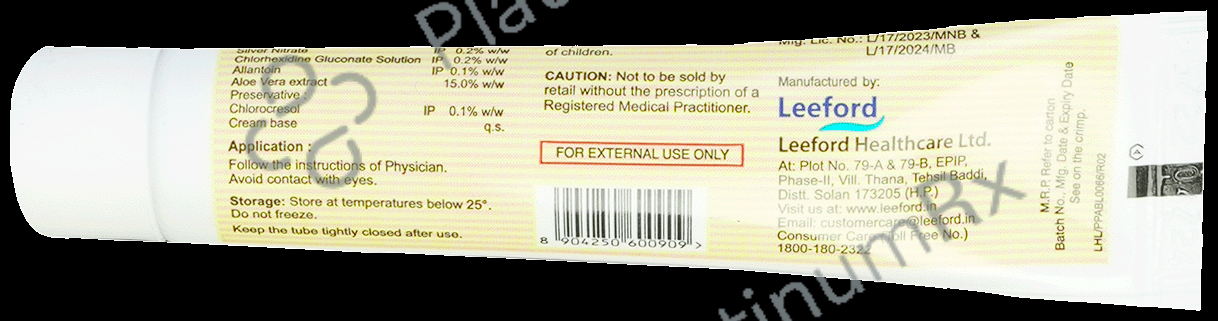 Silver Nitrate IP 0.2% w/w
Chlorhexidine Gluconate Solution IP 0.2% w/w
Allantoin IP 0.1% w/w
Aloe Vera extract 15.0% w/w
Preservative :
Chlorocresol IP 0.1% w/w
Cream base q.s.
Application :
Follow the instructions of Physician.
Avoid contact with eyes.
Storage: Store at temperatures below 25°.
Do not freeze.
Keep the tube tightly closed after use.
of children.
CAUTION: Not to be sold by
retail without the prescription of a
Registered Medical Practitioner.
FOR EXTERNAL USE ONLY
8 904250 600909 >
Mfg. Lic. No.: L/17/2023/MNB &
L/17/2024/MB
Manufactured by:
Leeford
Leeford Healthcare Ltd.
At: Plot No. 79-A & 79-B, EPIP,
Phase-II, Vill. Thana, Tehsil Baddi,
Distt. Solan 173205 (H.P.)
Visit us at: www.leeford.in
Email: customercare@leeford.in
Consumer Care (Toll Free No.)
1800-180-2322
M.R.P. Refer to carton
Batch No., Mfg. Date & Expiry Date
See on the crimp.
LHL/PPABL0066/R02
Plat
tinumRx